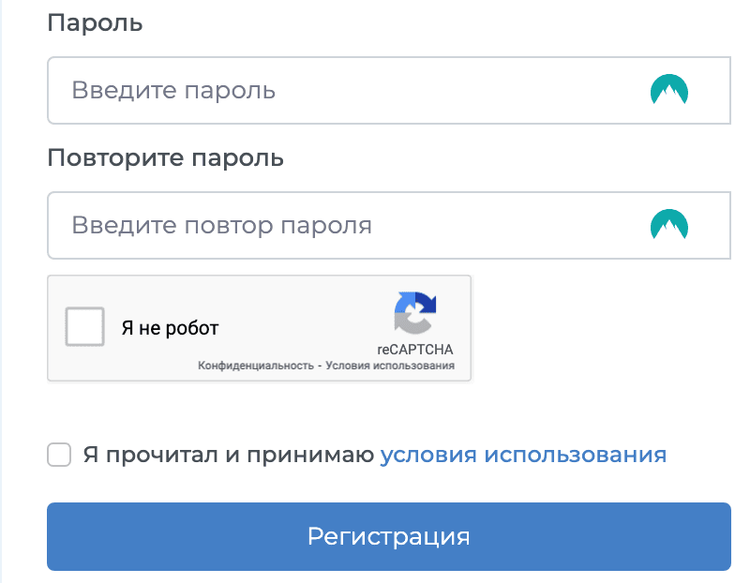 Пароль
Введите пароль
Повторите пароль
Введите повтор пароля
Я не робот
reCAPTCHA
Конфиденциальность - Условия использования
Я прочитал и принимаю условия использования
Регистрация